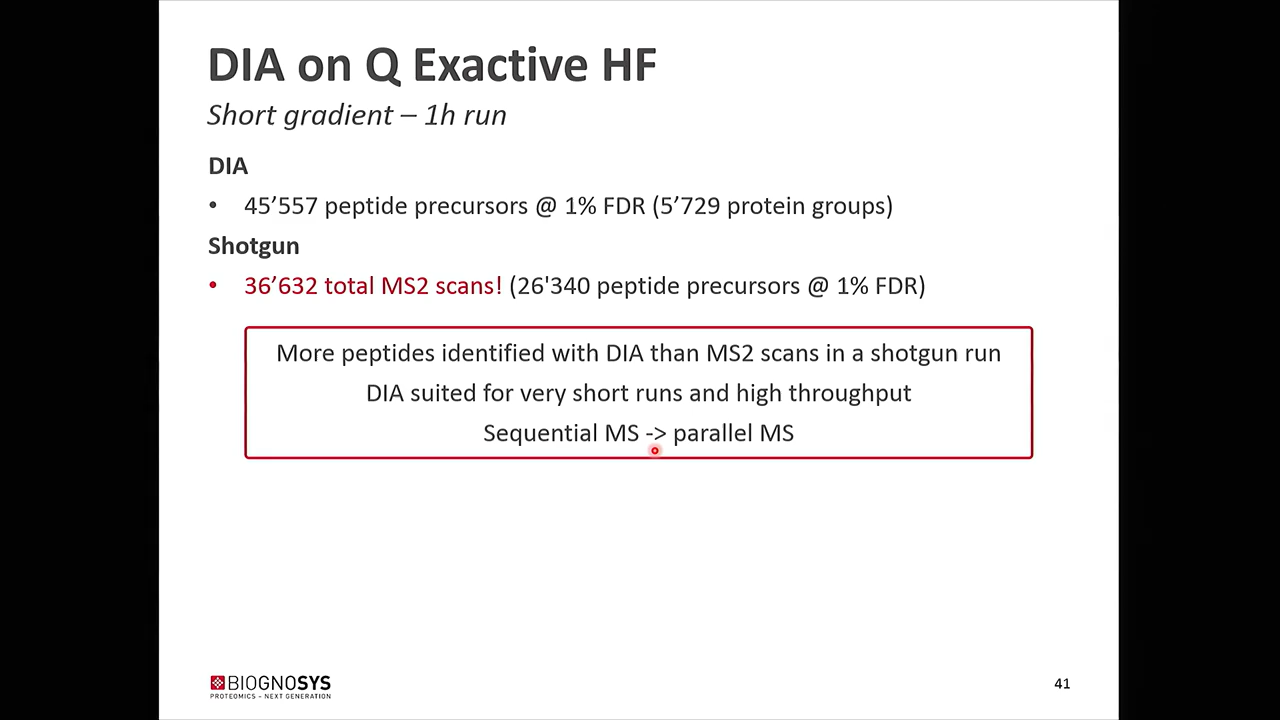 DIA on Q Exactive HF
Short gradient – 1h run
DIA
• 45’557 peptide precursors @ 1% FDR (5’729 protein groups)
Shotgun
• 36’632 total MS2 scans! (26'340 peptide precursors @ 1% FDR)
More peptides identified with DIA than MS2 scans in a shotgun run
DIA suited for very short runs and high throughput
Sequential MS -> parallel MS
BIOGNOSYS
PROTEOMICS – NEXT GENERATION
41